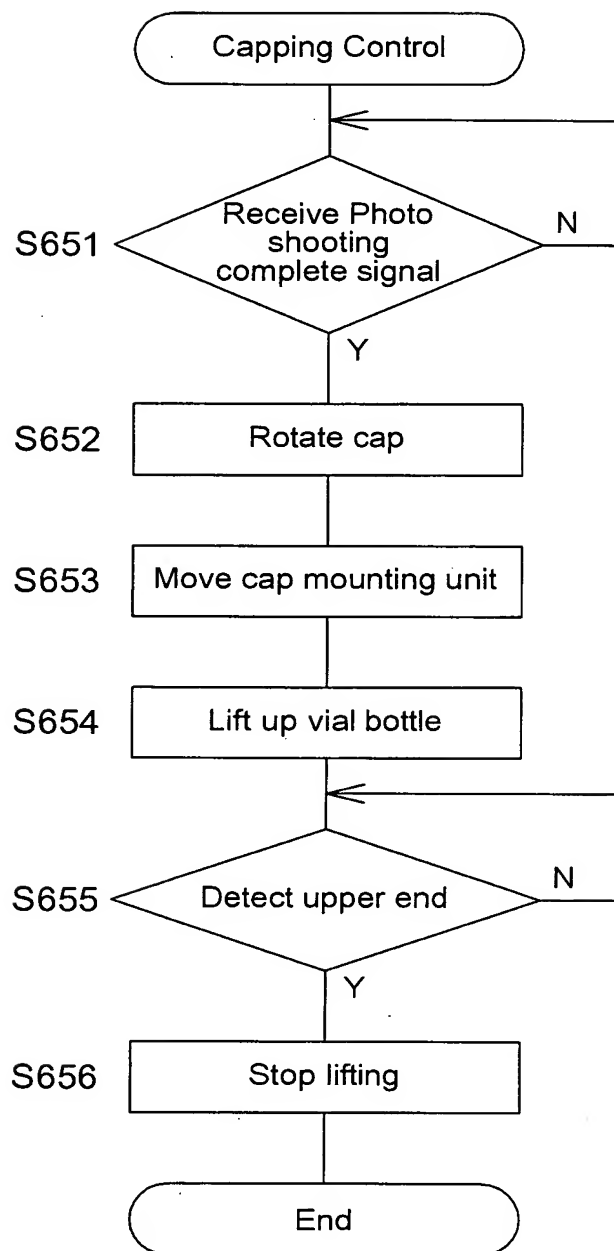 Capping Control
S651
Receive Photo
shooting
complete signal
N
Y
S652
Rotate cap
S653
Move cap mounting unit
S654
Lift up vial bottle
S655
Detect upper end
N
Y
S656
Stop lifting
End